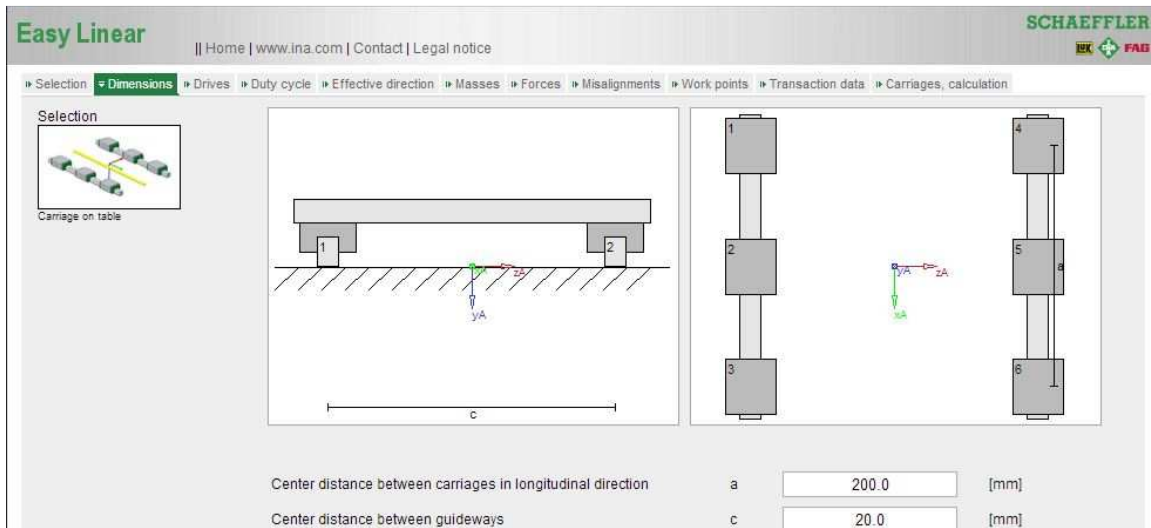 Easy Linear
|| Home | www.ina.com | Contact | Legal notice
SCHAEFFLER
LuK INA FAG
Selection Dimensions Drives Duty cycle Effective direction Masses Forces Misalignments Work points Transaction data Carriages, calculation
Selection
Carriage on table
1 2
zA
yA
c
1 4
2 5 a
yA zA
xA
3 6
Center distance between carriages in longitudinal direction a 200.0 [mm]
Center distance between guideways c 20.0 [mm]